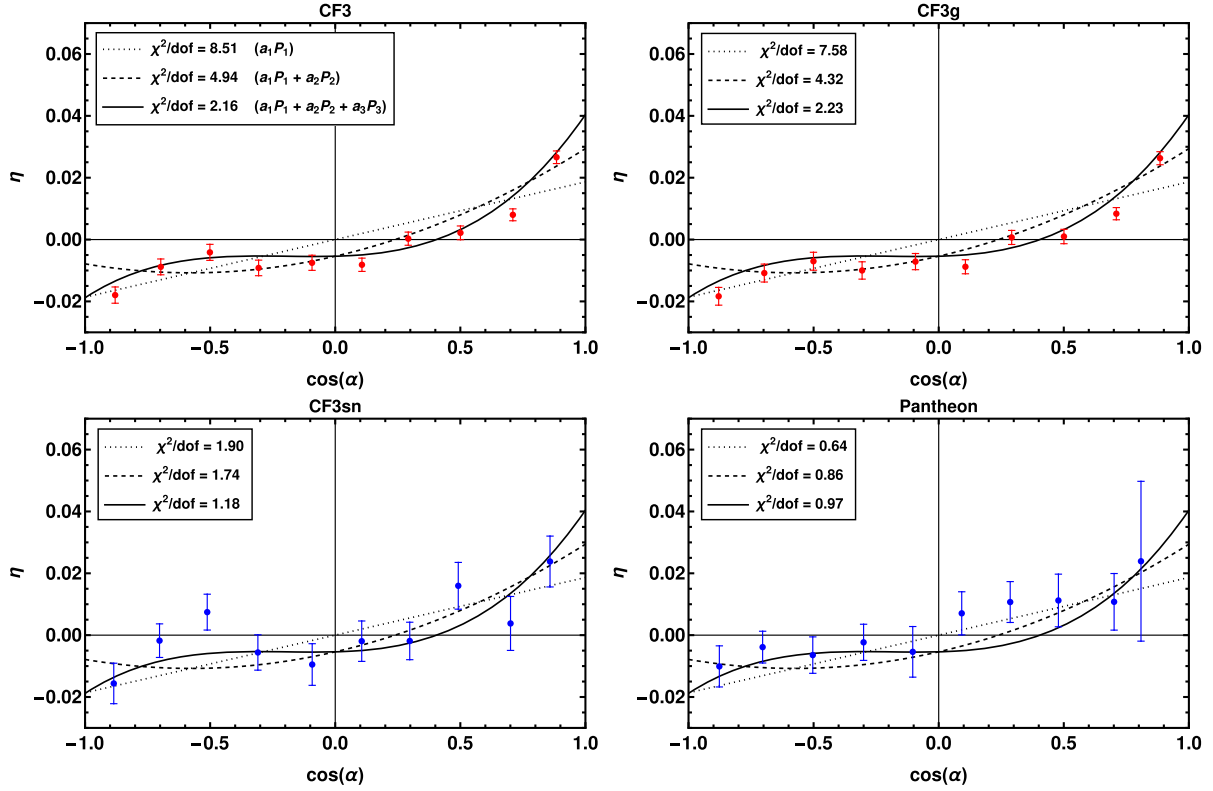 CF3
χ²/dof = 8.51 (a₁P₁)
χ²/dof = 4.94 (a₁P₁ + a₂P₂)
χ²/dof = 2.16 (a₁P₁ + a₂P₂ + a₃P₃)
0.06
0.04
0.02
0.00
−0.02
η
−1.0 −0.5 0.0 0.5 1.0
cos(α)
CF3g
χ²/dof = 7.58
χ²/dof = 4.32
χ²/dof = 2.23
0.06
0.04
0.02
0.00
−0.02
η
−1.0 −0.5 0.0 0.5 1.0
cos(α)
CF3sn
χ²/dof = 1.90
χ²/dof = 1.74
χ²/dof = 1.18
0.06
0.04
0.02
0.00
−0.02
η
−1.0 −0.5 0.0 0.5 1.0
cos(α)
Pantheon
χ²/dof = 0.64
χ²/dof = 0.86
χ²/dof = 0.97
0.06
0.04
0.02
0.00
−0.02
η
−1.0 −0.5 0.0 0.5 1.0
cos(α)